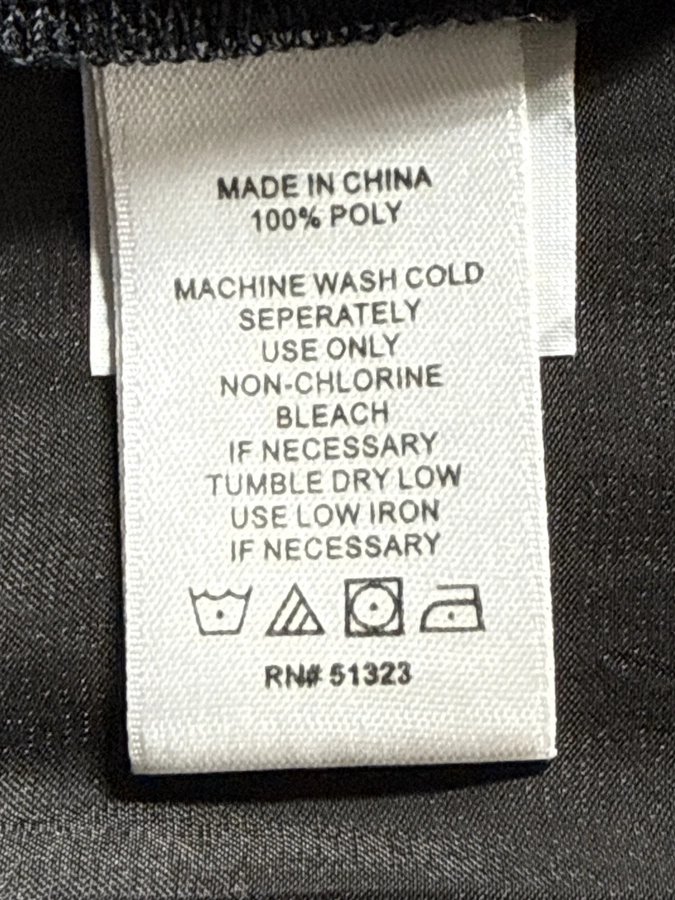 MADE IN CHINA
100% POLY
MACHINE WASH COLD
SEPERATELY
USE ONLY
NON-CHLORINE
BLEACH
IF NECESSARY
TUMBLE DRY LOW
USE LOW IRON
IF NECESSARY
RN# 51323